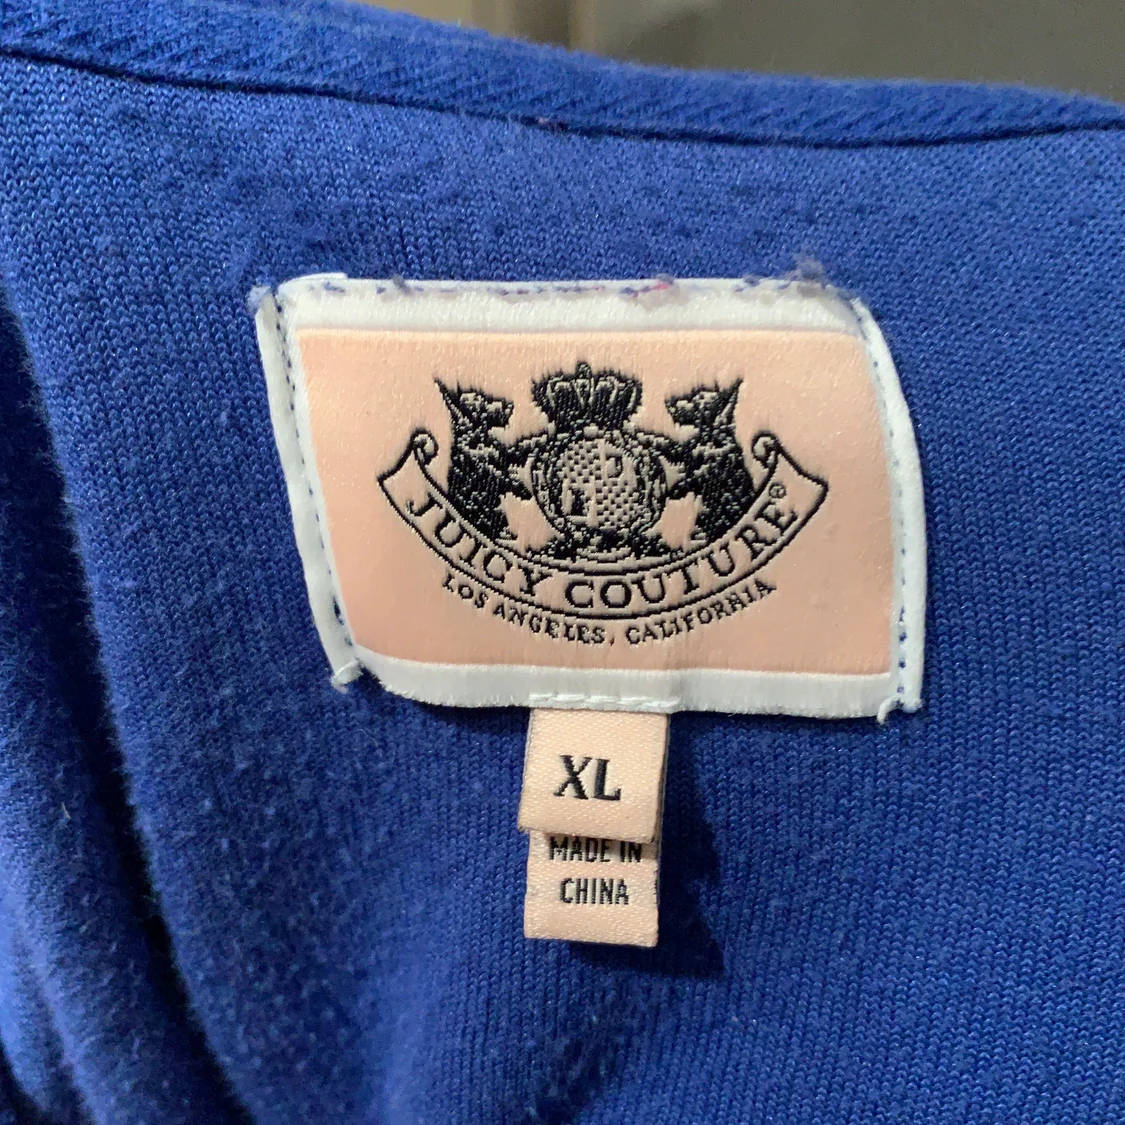 JUICY COUTURE®
LOS ANGELES, CALIFORNIA
XL
MADE IN
CHINA